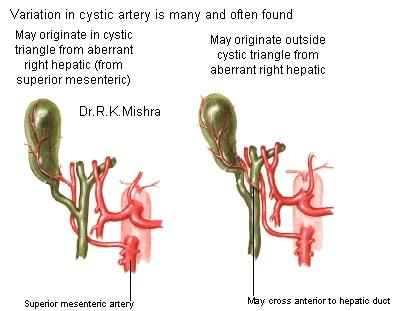 Variation in cystic artery is many and often found
May originate in cystic
triangle from aberrant
right hepatic (from
superior mesenteric)
May originate outside
cystic triangle from
aberrant right hepatic
Dr.R.K.Mishra
Superior mesenteric artery
May cross anterior to hepatic duct